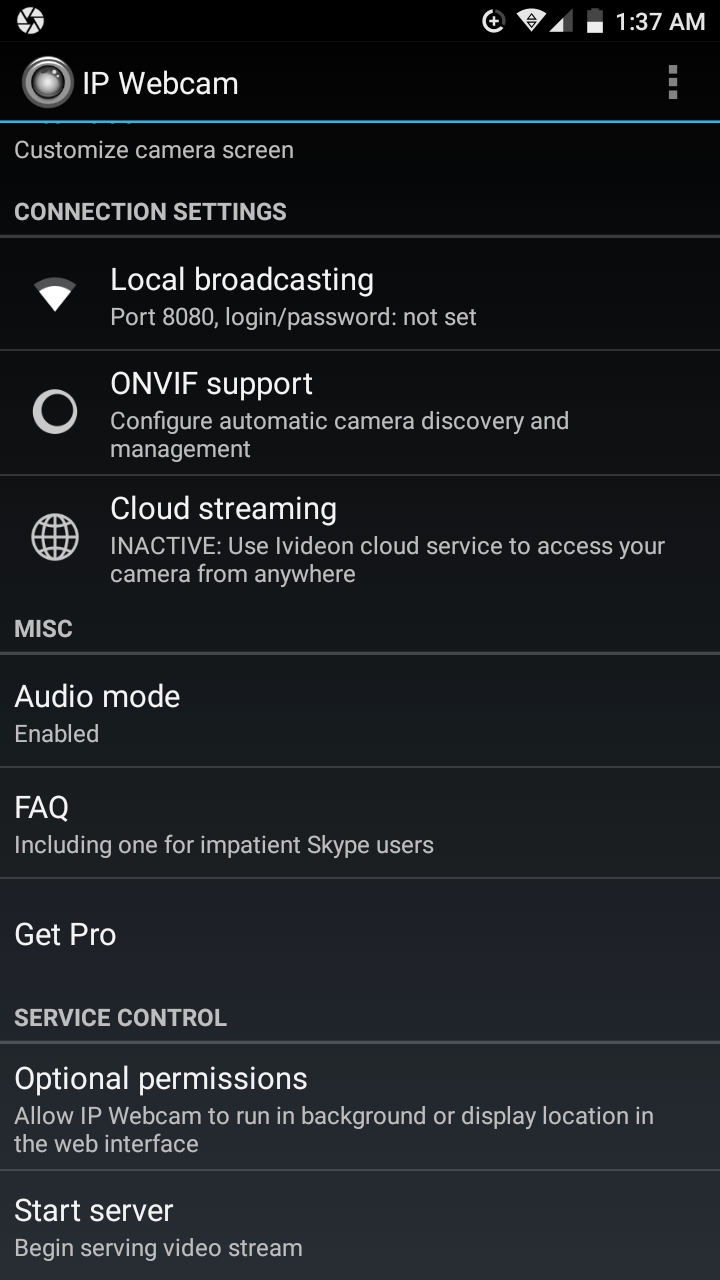 1:37 AM
IP Webcam
Customize camera screen
CONNECTION SETTINGS
Local broadcasting
Port 8080, login/password: not set
ONVIF support
Configure automatic camera discovery and
management
Cloud streaming
INACTIVE: Use Ivideon cloud service to access your
camera from anywhere
MISC
Audio mode
Enabled
FAQ
Including one for impatient Skype users
Get Pro
SERVICE CONTROL
Optional permissions
Allow IP Webcam to run in background or display location in
the web interface
Start server
Begin serving video stream